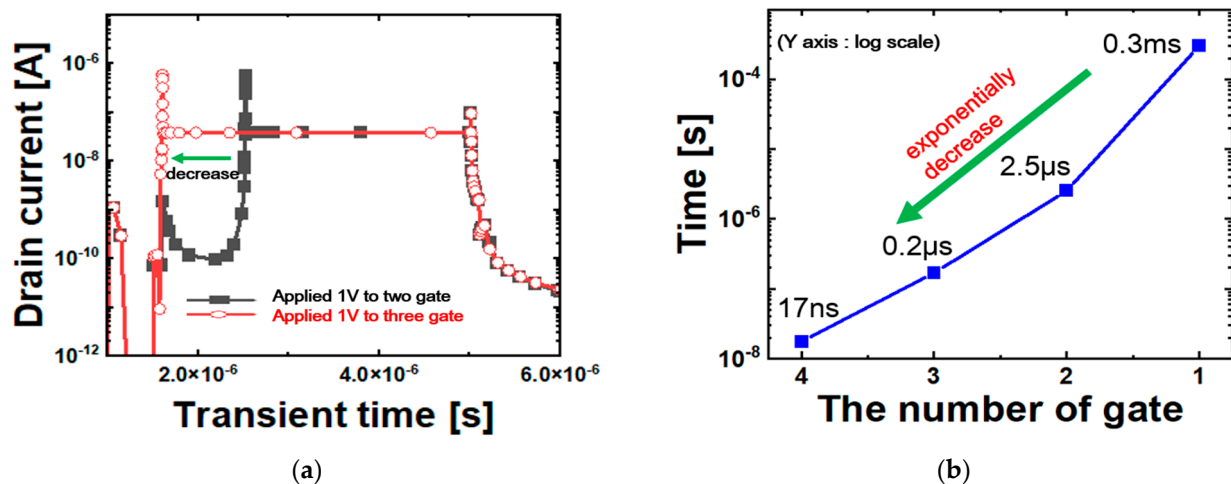 Drain current [A]
10⁻⁶
10⁻⁸
10⁻¹⁰
10⁻¹²
decrease
Applied 1V to two gate
Applied 1V to three gate
2.0×10⁻⁶ 4.0×10⁻⁶ 6.0×10⁻⁶
Transient time [s]
(a)
Time [s]
(Y axis : log scale)
10⁻⁴
10⁻⁶
10⁻⁸
0.3ms
exponentially
decrease
2.5μs
0.2μs
17ns
4 3 2 1
The number of gate
(b)